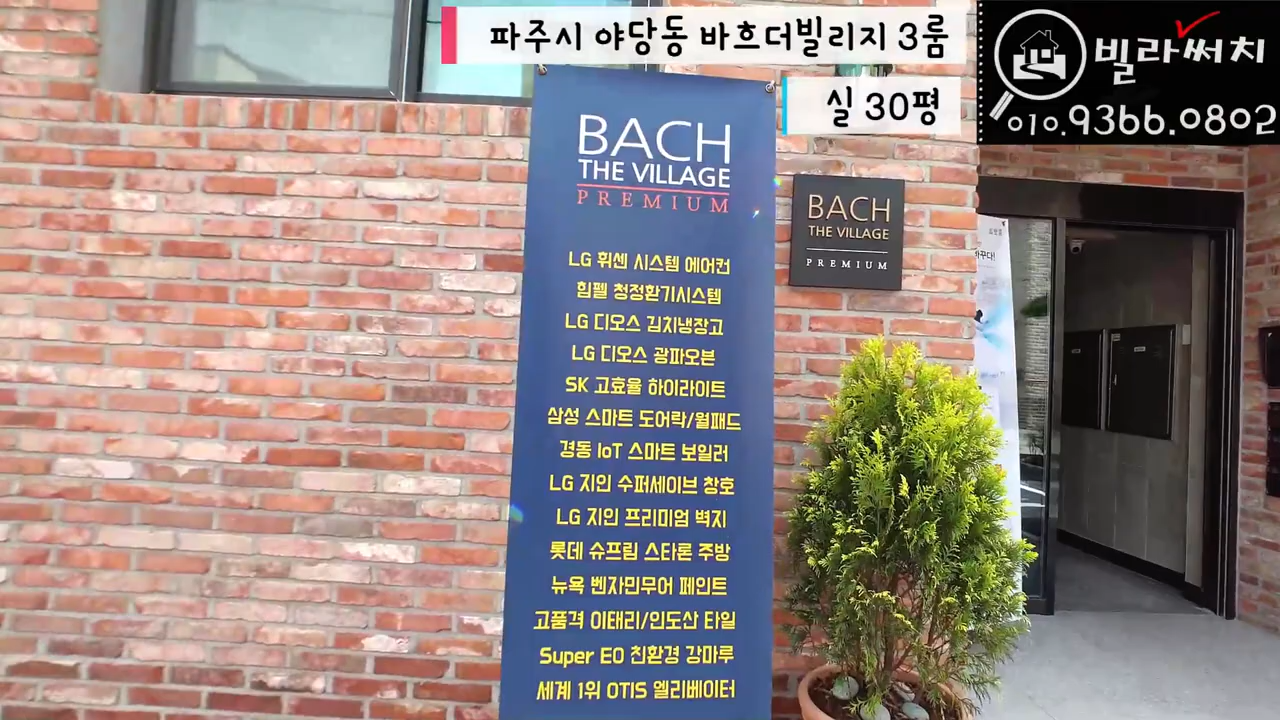 파주시 야당동 바흐더빌리지 3룸
실 30평
빌라써치
010.9366.0802
BACH
THE VILLAGE
PREMIUM
LG 휘센 시스템 에어컨
힘펠 청정환기시스템
LG 디오스 김치냉장고
LG 디오스 광파오븐
SK 고효율 하이라이트
삼성 스마트 도어락/월패드
경동 IoT 스마트 보일러
LG 지인 수퍼세이브 창호
LG 지인 프리미엄 벽지
롯데 슈프림 스타론 주방
뉴욕 벤자민무어 페인트
고품격 이태리/인도산 타일
Super EO 친환경 강마루
세계 1위 OTIS 엘리베이터
BACH
THE VILLAGE
PREMIUM
바꾸다!